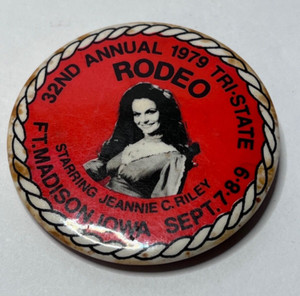 32ND ANNUAL 1979 TRI-STATE
RODEO
STARRING JEANNIE C. RILEY
FT. MADISON, IOWA SEPT. 7-8-9